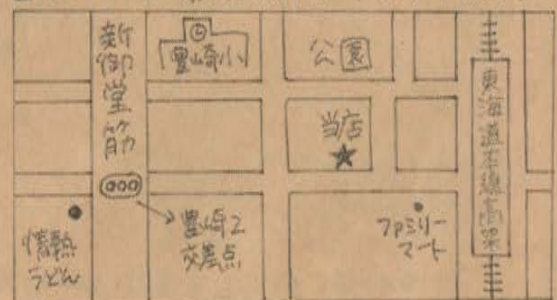 新御堂筋
豊崎小
公園
東海道本線高架
当店
豊崎2
交差点
情熱
うどん
ファミリー
マート